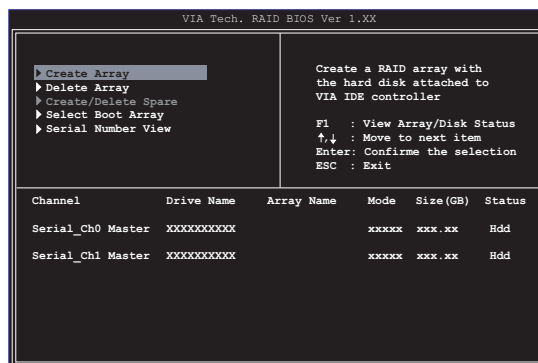 VIA Tech. RAID BIOS Ver 1.XX
Create Array
Delete Array
Create/Delete Spare
Select Boot Array
Serial Number View
Create a RAID array with
the hard disk attached to
VIA IDE controller
F1 : View Array/Disk Status
↑,↓ : Move to next item
Enter: Confirme the selection
ESC : Exit
Channel Drive Name Array Name Mode Size(GB) Status
Serial_Ch0 Master XXXXXXXXXX xxxxx xxx.xx Hdd
Serial_Ch1 Master XXXXXXXXXX xxxxx xxx.xx Hdd